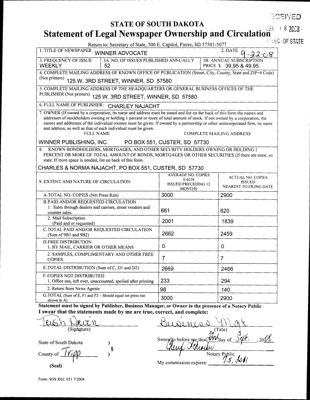 RECEIVED
2008
SEC. OF STATE
STATE OF SOUTH DAKOTA
Statement of Legal Newspaper Ownership and Circulation
Return to: Secretary of State, 500 E. Capitol, Pierre, SD 57501-5077
1. TITLE OF NEWSPAPER WINNER ADVOCATE
2. DATE 9-22-08
3. FREQUENCY OF ISSUE
WEEKLY
3A. NO. OF ISSUES PUBLISHED ANNUALLY
52
3B. ANNUAL SUBSCRIPTION
PRICE $ 39.95 & 49.95
4. COMPLETE MAILING ADDRESS OF KNOWN OFFICE OF PUBLICATION (Street, City, County, State and ZIP+4 Code)
(Not printers) 125 W. 3RD STREET, WINNER, SD 57580
5. COMPLETE MAILING ADDRESS OF THE HEADQUARTERS OR GENERAL BUSINESS OFFICES OF THE
PUBLISHER (Not printers) 125 W. 3RD STREET, WINNER, SD 57580
6. FULL NAME OF PUBLISHER: CHARLEY NAJACHT
7. OWNER (If owned by a corporation, its name and address must be stated and list on the back of this form the names and
addresses of stockholders owning or holding 1 percent or more of total amount of stock. If not owned by a corporation, the
names and addresses of the individual owners must be given. If owned by a partnership or other unincorporated firm, its name
and address, as well as that of each individual must be given.
FULL NAME COMPLETE MAILING ADDRESS
WINNER PUBLISHING, INC. PO BOX 551, CUSTER, SD 57730
8. KNOWN BONDHOLDERS, MORTGAGES, AND OTHER SECURITY HOLDERS OWNING OR HOLDING 1
PERCENT OR MORE OF TOTAL AMOUNT OF BONDS, MORTGAGES OR OTHER SECURITIES (If there are none, so
state. If more space is needed, list on back of this form.
CHARLES & NORMA NAJACHT, PO BOX 551, CUSTER, SD 57730
9. EXTENT AND NATURE OF CIRCULATION
AVERAGE NO. COPIES
EACH
ISSUED PRECEDING 12
MONTHS
ACTUAL NO. COPIES
ISSUED
NEAREST TO FILING DATE
A. TOTAL NO. COPIES (Net Press Run) 3000 2900
B. PAID AND/OR REQUESTED CIRCULATION
1. Sales through dealers and carriers, street vendors and
counter sales. 661 620
2. Mail Subscription
(Paid and or requested) 2001 1839
C. TOTAL PAID AND/OR REQUESTED CIRCULATION
(Sum of 9B1 and 9B2) 2662 2459
D. FREE DISTRIBUTION
1. BY MAIL, CARRIER OR OTHER MEANS 0 0
2. SAMPLES, COMPLIMENTARY AND OTHER FREE
COPIES 7 7
E. TOTAL DISTRIBUTION (Sum of C, D1 and D2) 2669 2466
F. COPIES NOT DISTRIBUTED
1. Office use, left over, unaccounted, spoiled after printing 233 294
2. Return from News Agents 98 140
G. TOTAL (Sum of E, F1 and F2 – Should equal net press run
shown in A) 3000 2900
Statement must be signed by Publisher, Business Manager, or Owner in the presence of a Notary Public
I swear that the statements made by me are true, correct, and complete:
Business Mgr
(Signature) (Title)
State of South Dakota )
Sworn to before me this day of Sept. 2008
County of Tripp )
Notary Public
(Seal)
My commission expires:
Form: SOS REC 051 7/2004